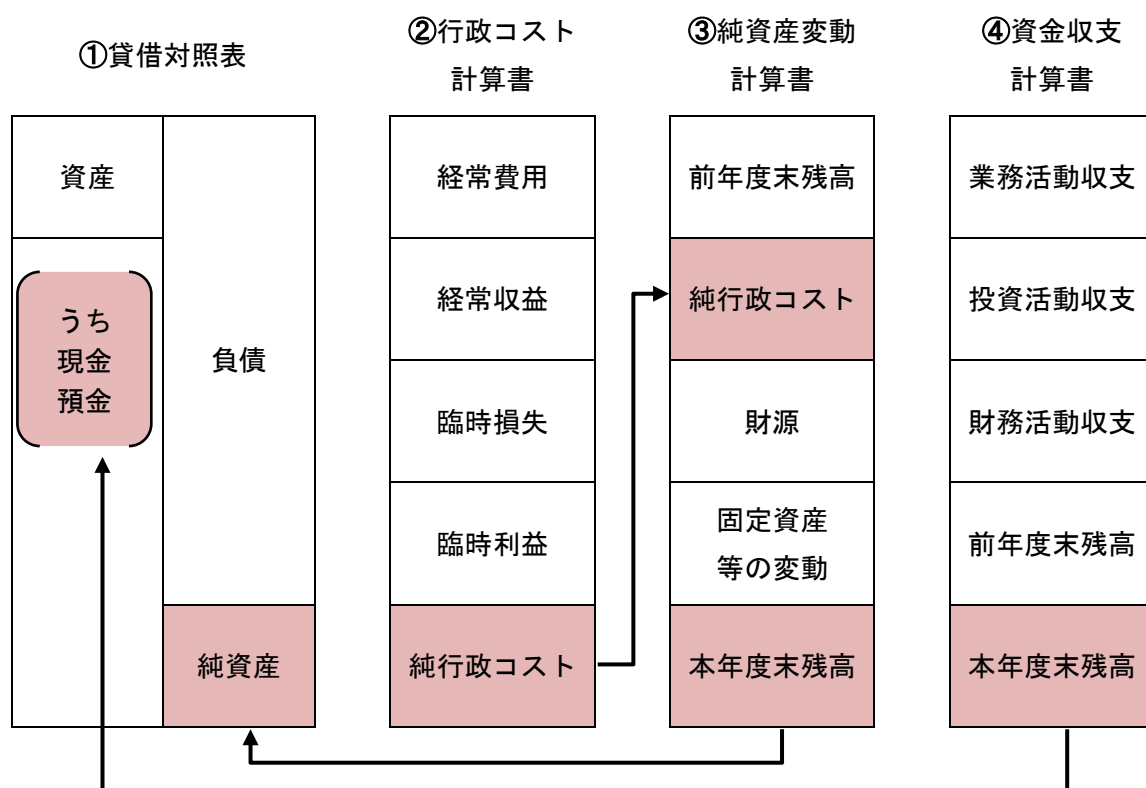 ①貸借対照表
資産
うち
現金
預金
負債
純資産
②行政コスト
計算書
経常費用
経常収益
臨時損失
臨時利益
純行政コスト
③純資産変動
計算書
前年度末残高
純行政コスト
財源
固定資産
等の変動
本年度末残高
④資金収支
計算書
業務活動収支
投資活動収支
財務活動収支
前年度末残高
本年度末残高